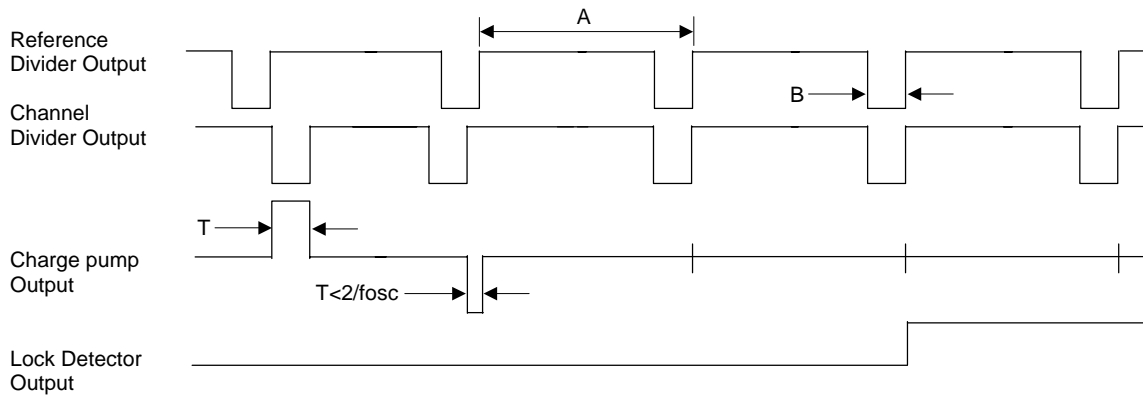 A
Reference
Divider Output
B
Channel
Divider Output
T
Charge pump
Output
T<2/fosc
Lock Detector
Output